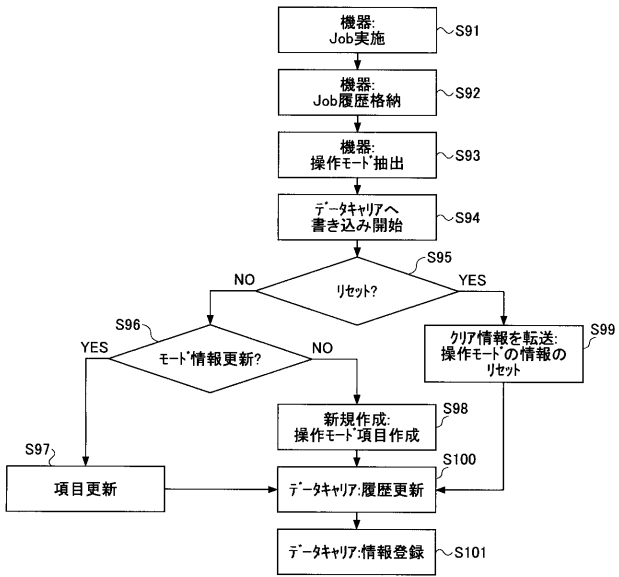 機器:
Job実施
S91
機器:
Job履歴格納
S92
機器:
操作モード抽出
S93
データキャリアへ
書き込み開始
S94
S95
リセット?
NO
YES
S96
モード情報更新?
YES
NO
クリア情報を転送:
操作モードの情報の
リセット
S99
新規作成:
操作モード項目作成
S98
S97
項目更新
S100
データキャリア:履歴更新
データキャリア:情報登録
S101